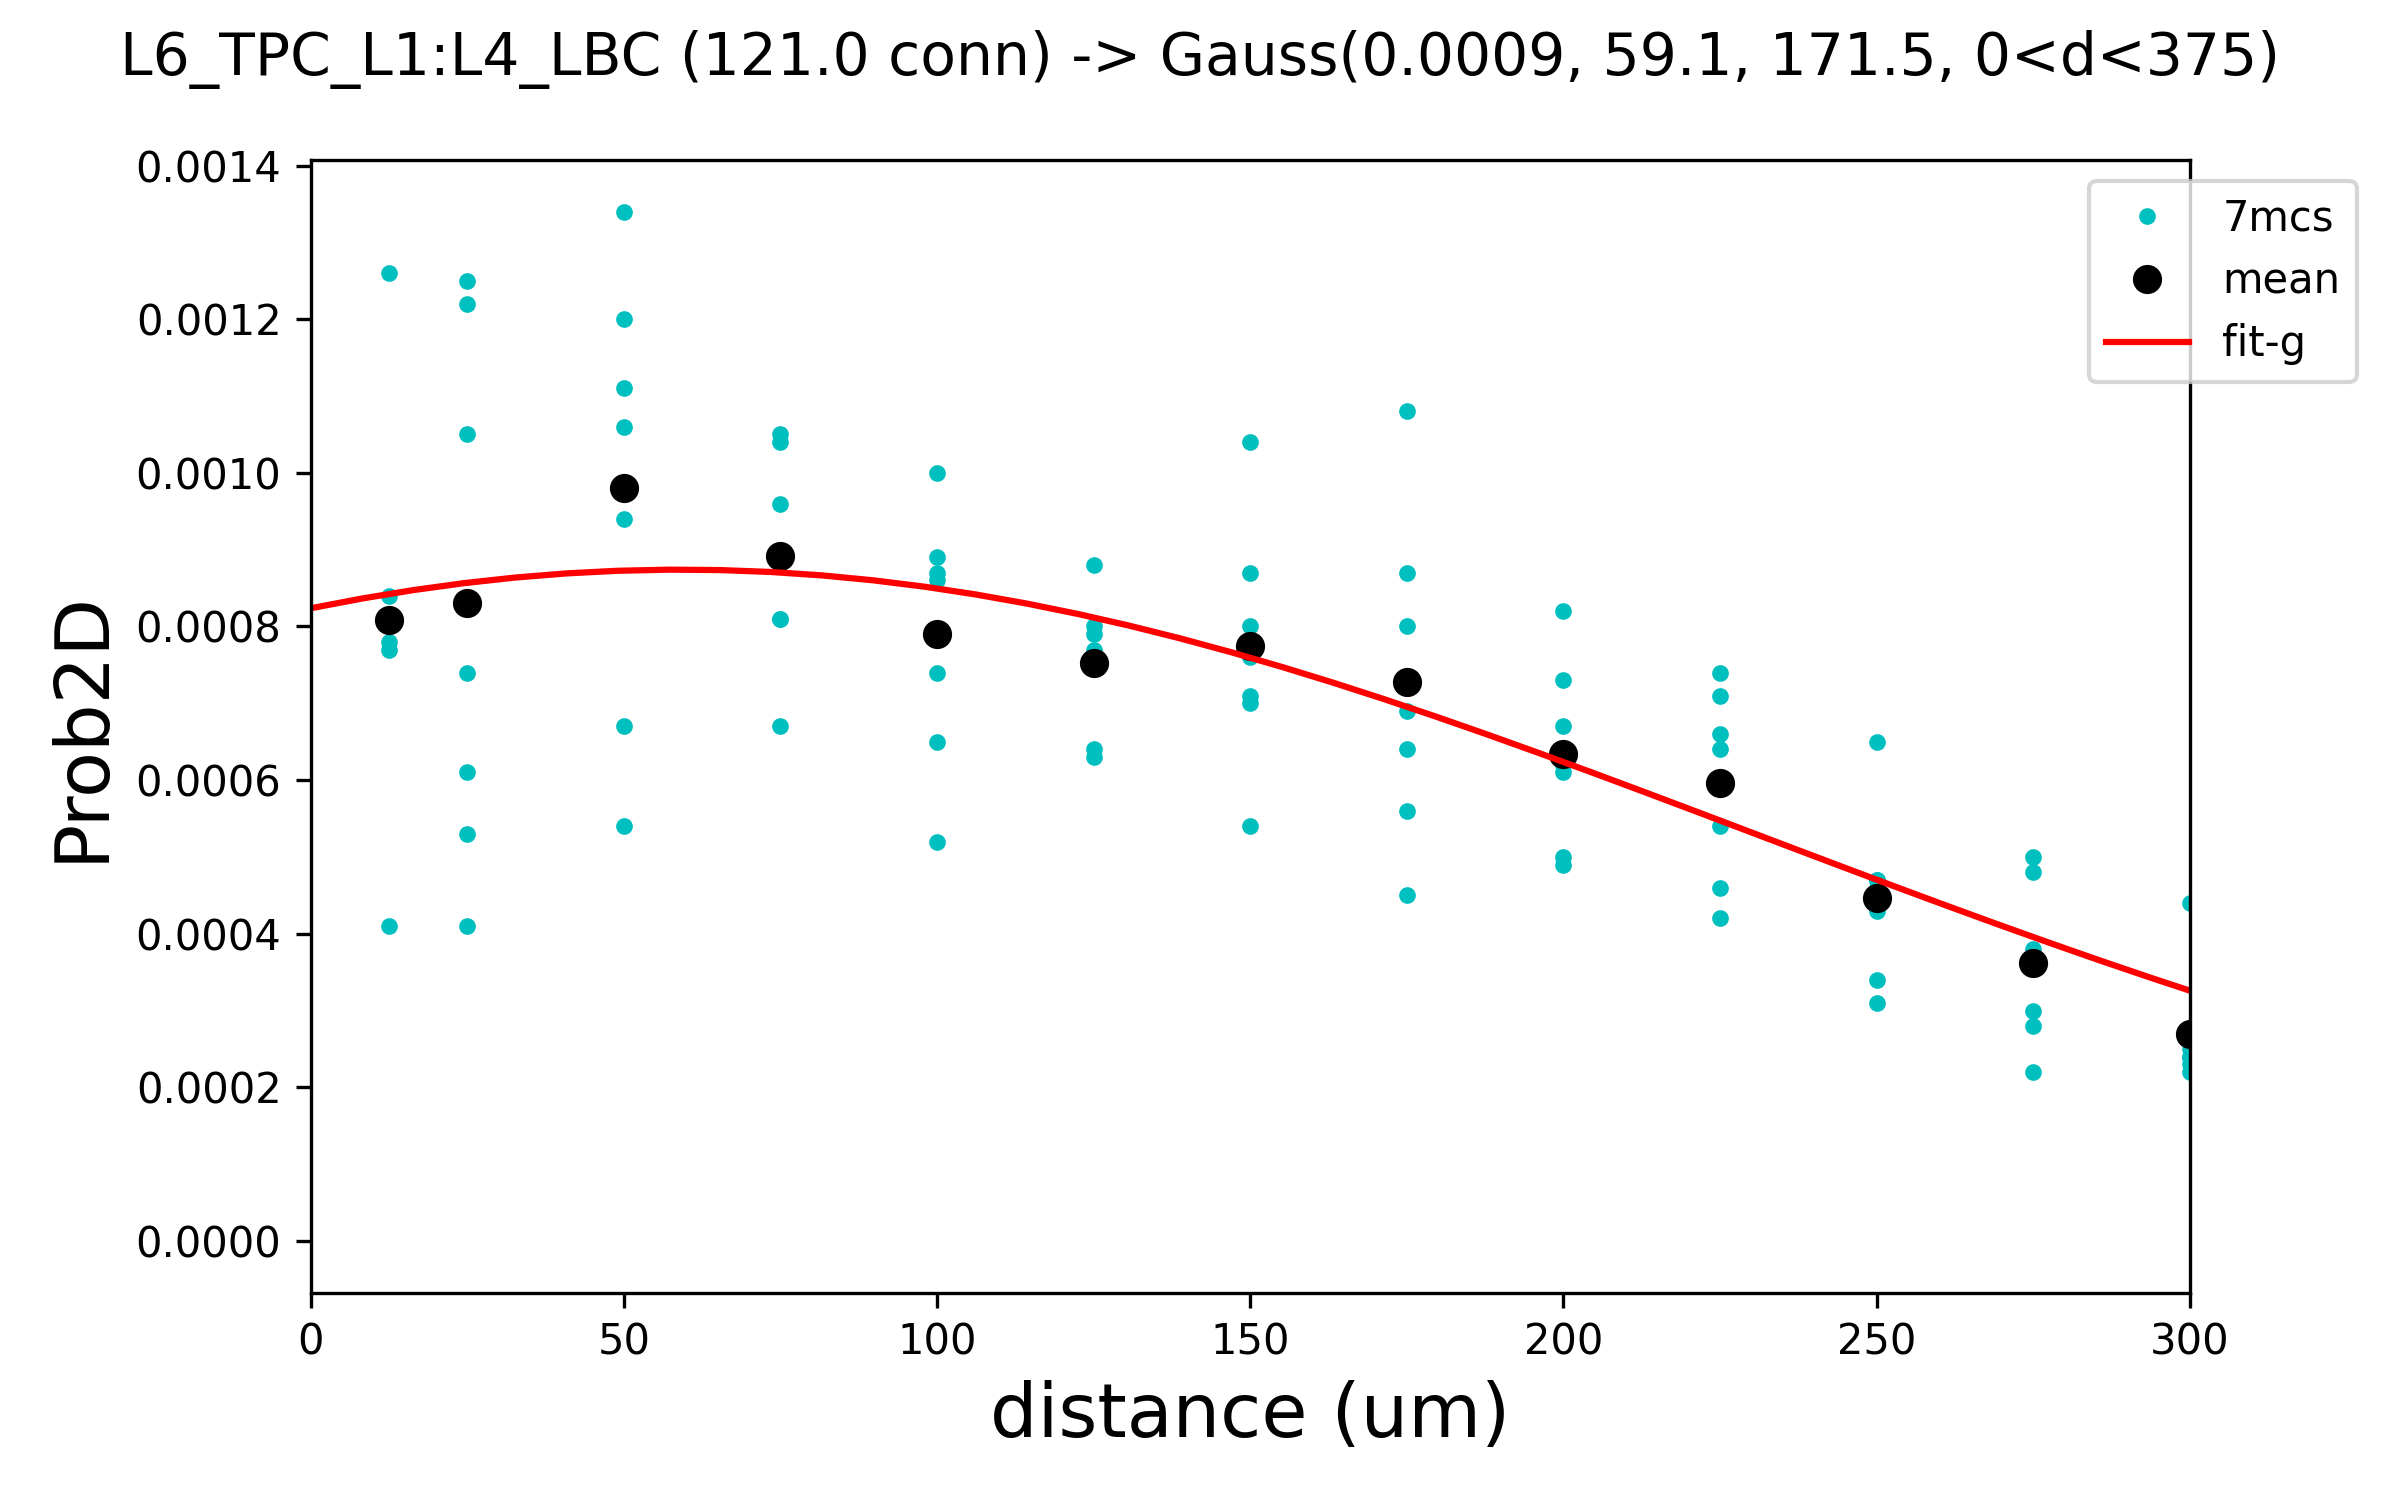 L6_TPC_L1:L4_LBC (121.0 conn) -> Gauss(0.0009, 59.1, 171.5, 0<d<375)
0.0014
0.0012
0.0010
0.0008
0.0006
0.0004
0.0002
0.0000
Prob2D
7mcs
mean
fit-g
0 50 100 150 200 250 300
distance (um)